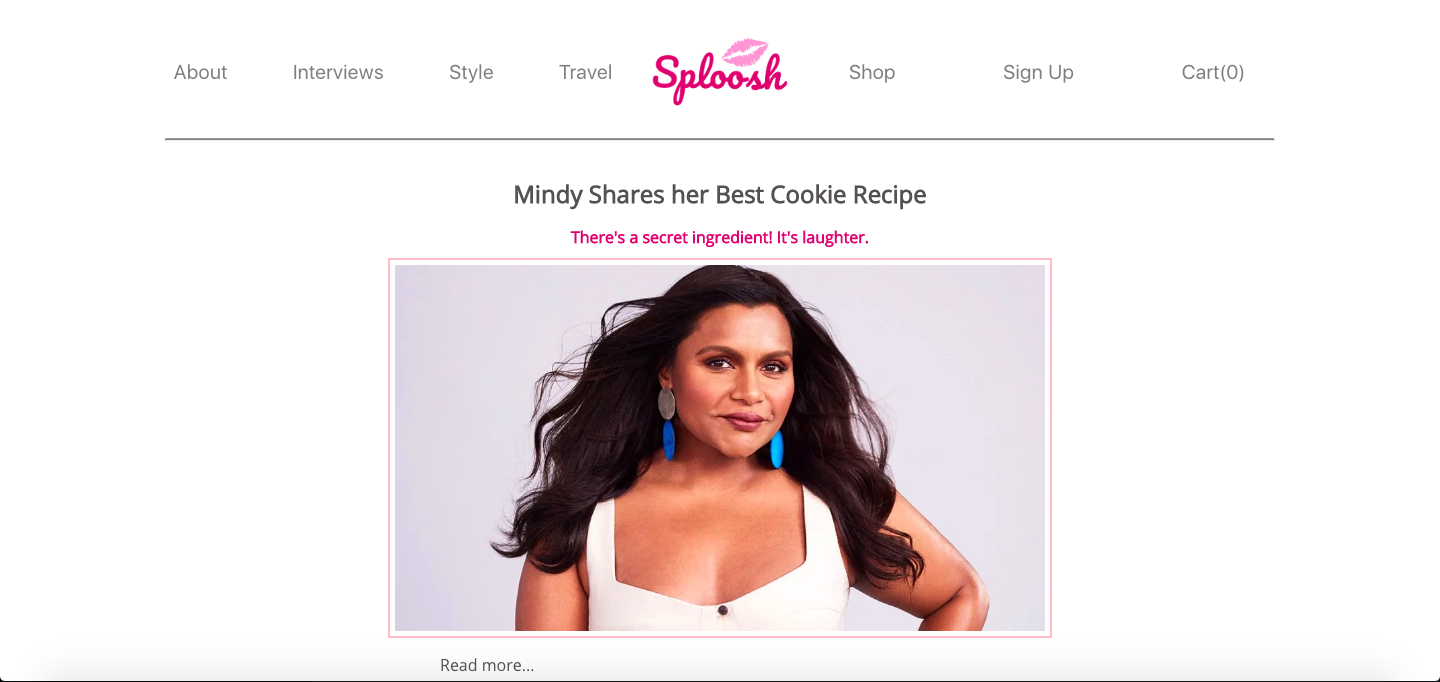 About Interviews Style Travel Sploosh Shop Sign Up Cart(0)
Mindy Shares her Best Cookie Recipe
There's a secret ingredient! It's laughter.
Read more...